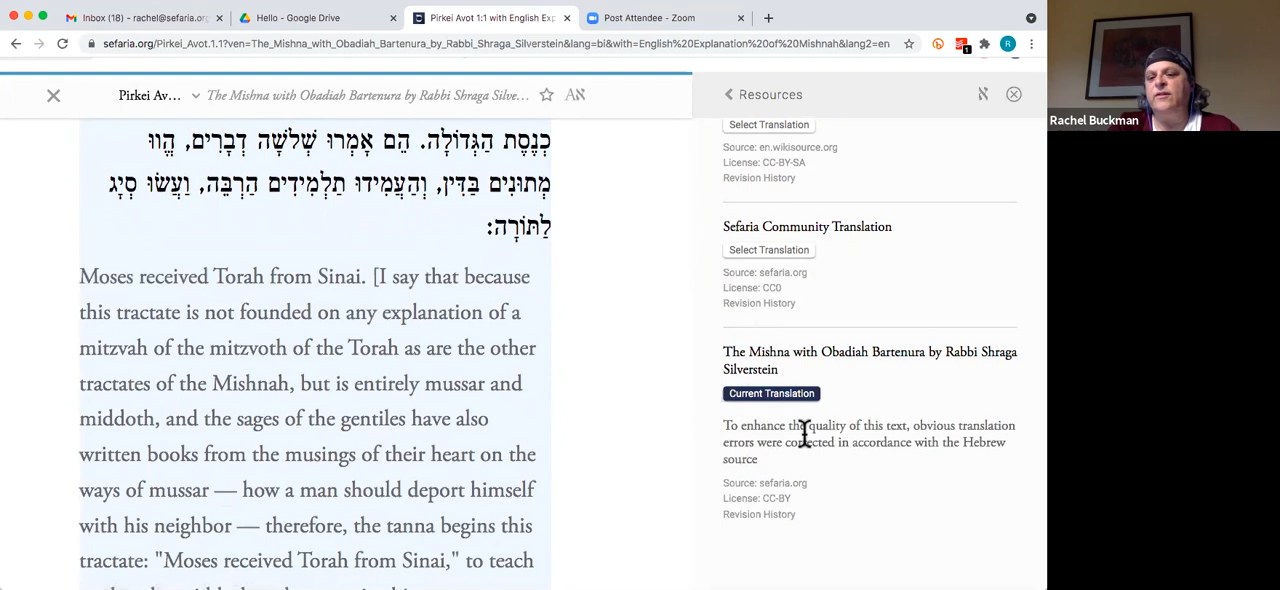 Inbox (18) - rachel@sefaria.org
Hello - Google Drive
Pirkei Avot 1:1 with English Exp
Post Attendee - Zoom
sefaria.org/Pirkei_Avot.1.1?ven=The_Mishna_with_Obadiah_Bartenura_by_Rabbi_Shraga_Silverstein&lang=bi&with=English%20Explanation%20of%20Mishnah&lang2=en
1
R
Pirkei Av...
The Mishna with Obadiah Bartenura by Rabbi Shraga Silve...
Aא
כְנֶסֶת הַגְּדוֹלָה. הֵם אָמְרוּ שְׁלשָׁה דְבָרִים, הֱווּ
מְתוּנִים בַּדִּין, וְהַעֲמִידוּ תַלְמִידִים הַרְבֵּה, וַעֲשׂוּ סְיָג
לַתּוֹרָה:
Moses received Torah from Sinai. [I say that because
this tractate is not founded on any explanation of a
mitzvah of the mitzvoth of the Torah as are the other
tractates of the Mishnah, but is entirely mussar and
middoth, and the sages of the gentiles have also
written books from the musings of their heart on the
ways of mussar — how a man should deport himself
with his neighbor — therefore, the tanna begins this
tractate: "Moses received Torah from Sinai," to teach
Resources
א
Select Translation
Source: en.wikisource.org
License: CC-BY-SA
Revision History
Sefaria Community Translation
Select Translation
Source: sefaria.org
License: CC0
Revision History
The Mishna with Obadiah Bartenura by Rabbi Shraga
Silverstein
Current Translation
To enhance the quality of this text, obvious translation
errors were corrected in accordance with the Hebrew
source
Source: sefaria.org
License: CC-BY
Revision History
Rachel Buckman